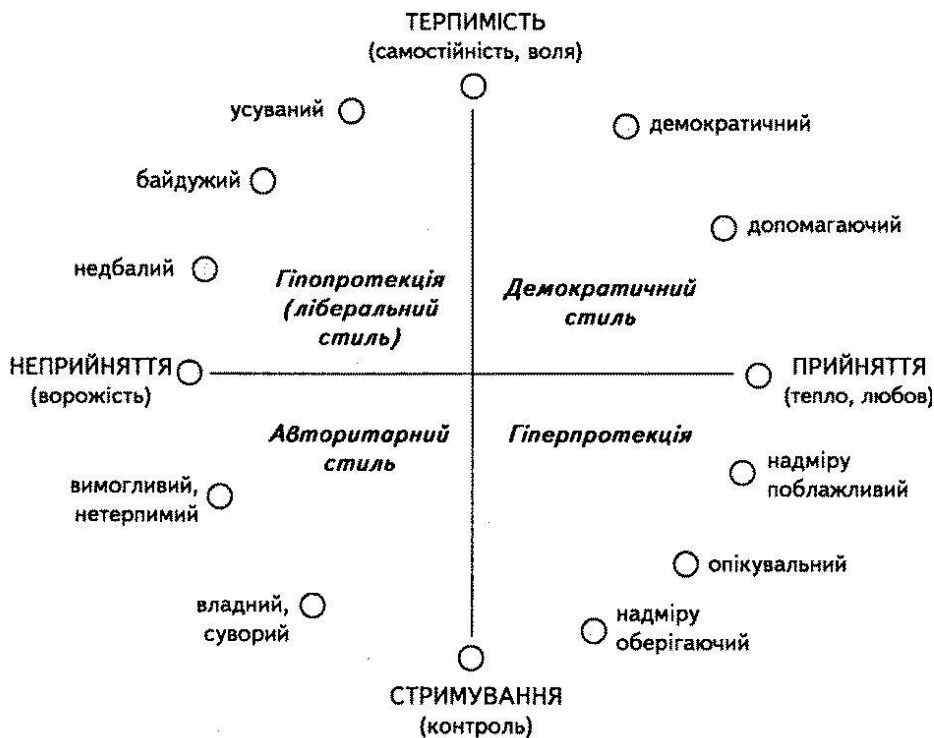 ТЕРПИМІСТЬ
(самостійність, воля)
усуваний
демократичний
байдужий
допомагаючий
недбалий
Гіпопротекція
(ліберальний
стиль)
Демократичний
стиль
НЕПРИЙНЯТТЯ
(ворожість)
ПРИЙНЯТТЯ
(тепло, любов)
Авторитарний
стиль
Гіперпротекція
вимогливий,
нетерпимий
надміру
поблажливий
опікувальний
владний,
суворий
надміру
оберігаючий
СТРИМУВАННЯ
(контроль)